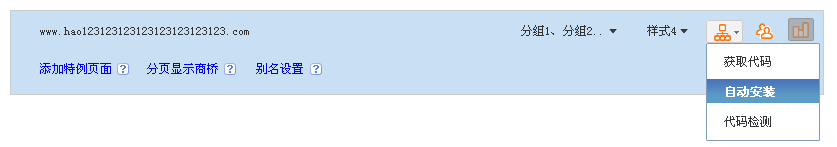 www.hao123123123123123123123123.com
分组1、分组2..
样式4
添加特例页面 ?
分页显示商桥 ?
别名设置 ?
获取代码
自动安装
代码检测